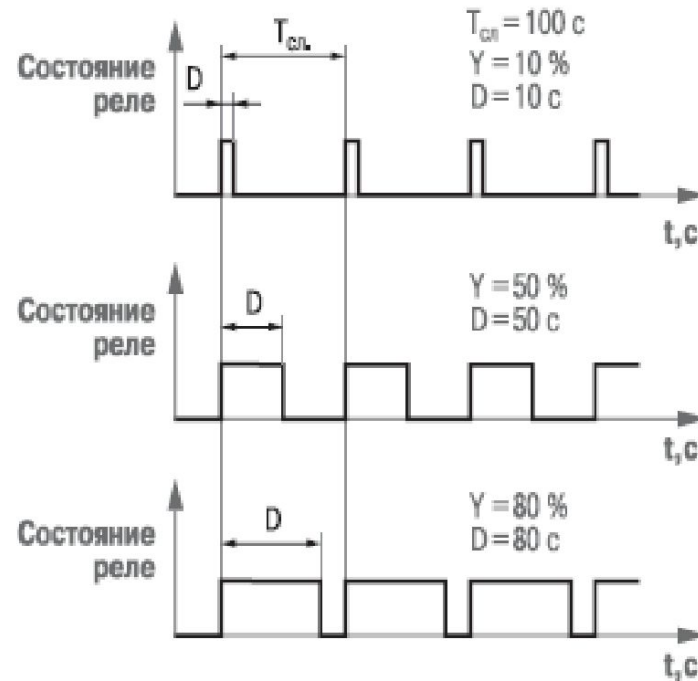 Tсл.
Tсл = 100 с
Состояние
реле
D
Y = 10 %
D = 10 с
t,с
Состояние
реле
D
Y = 50 %
D = 50 с
t,с
Состояние
реле
D
Y = 80 %
D = 80 с
t,с